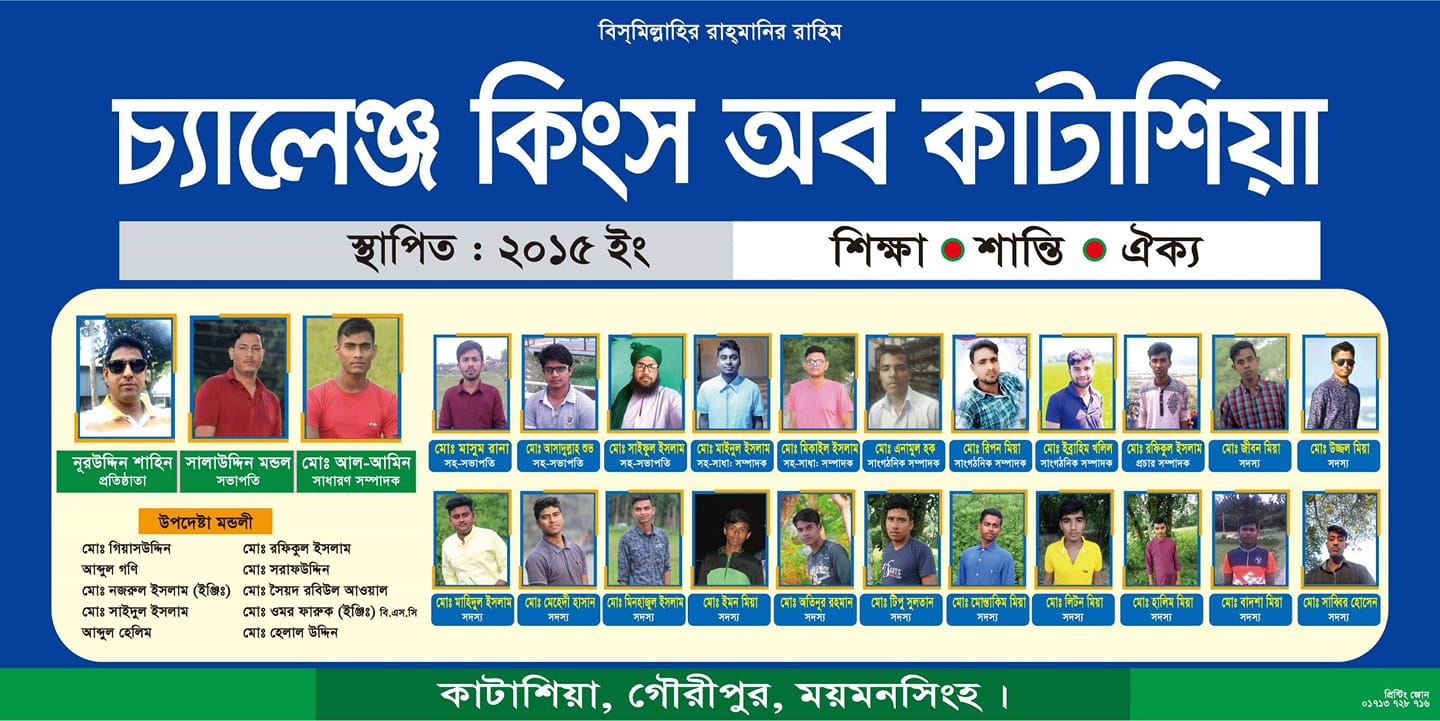 বিস্‌মিল্লাহির রাহ্‌মানির রাহিম
চ্যালেঞ্জ কিংস অব কাটাশিয়া
স্থাপিত : ২০১৫ ইং
শিক্ষা ● শান্তি ● ঐক্য
নূরউদ্দিন শাহিন
প্রতিষ্ঠাতা
সালাউদ্দিন মন্ডল
সভাপতি
মোঃ আল-আমিন
সাধারণ সম্পাদক
মোঃ মাসুম রানা
সহ-সভাপতি
মোঃ আসাদুল্লাহ শুভ
সহ-সভাপতি
মোঃ সাইফুল ইসলাম
সহ-সভাপতি
মোঃ মাইনুল ইসলাম
সহ-সাধা: সম্পাদক
মোঃ মিকাইল ইসলাম
সহ-সাধা: সম্পাদক
মোঃ এনামুল হক
সাংগঠনিক সম্পাদক
মোঃ রিপন মিয়া
সাংগঠনিক সম্পাদক
মোঃ ইব্রাহিম খলিল
সাংগঠনিক সম্পাদক
মোঃ রফিকুল ইসলাম
প্রচার সম্পাদক
মোঃ জীবন মিয়া
সদস্য
মোঃ উজ্জল মিয়া
সদস্য
মোঃ মাহিদুল ইসলাম
সদস্য
মোঃ মেহেদী হাসান
সদস্য
মোঃ মিনহাজুল ইসলাম
সদস্য
মোঃ ইমন মিয়া
সদস্য
মোঃ অতিনূর রহমান
সদস্য
মোঃ টিপু সুলতান
সদস্য
মোঃ মোস্তাকিম মিয়া
সদস্য
মোঃ লিটন মিয়া
সদস্য
মোঃ হালিম মিয়া
সদস্য
মোঃ বাদশা মিয়া
সদস্য
মোঃ সাব্বির হোসেন
সদস্য
উপদেষ্টা মন্ডলী
মোঃ গিয়াসউদ্দিন
আব্দুল গণি
মোঃ নজরুল ইসলাম (ইঞ্জিঃ)
মোঃ সাইদুল ইসলাম
আব্দুল হেলিম
মোঃ রফিকুল ইসলাম
মোঃ সরাফউদ্দিন
মোঃ সৈয়দ রবিউল আওয়াল
মোঃ ওমর ফারুক (ইঞ্জিঃ) বি.এস.সি
মোঃ হেলাল উদ্দিন
কাটাশিয়া, গৌরীপুর, ময়মনসিংহ ।
প্রিন্টিং জোন
০১৭১৩ ৭২৮ ৭১৬